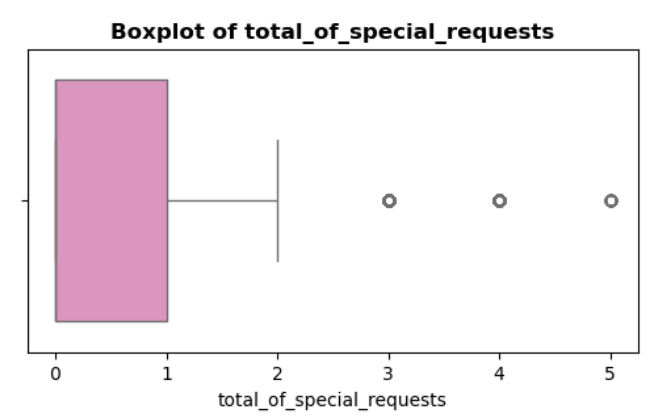 Boxplot of total_of_special_requests
0 1 2 3 4 5
total_of_special_requests